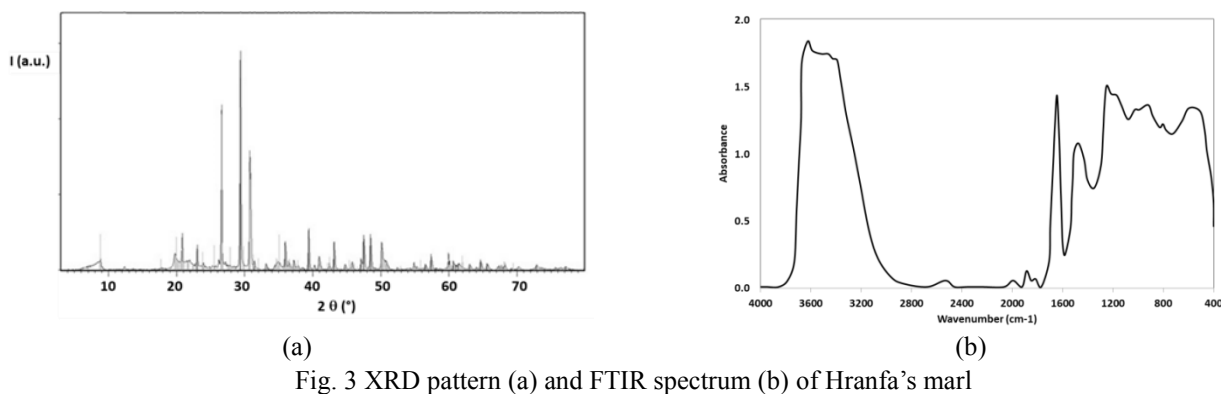 I (a.u.)
10 20 30 40 50 60 70
2 θ (°)
(a)
2.0
1.5
1.0
0.5
0.0
Absorbance
4000 3600 3200 2800 2400 2000 1600 1200 800 400
Wavenumber (cm-1)
(b)
Fig. 3 XRD pattern (a) and FTIR spectrum (b) of Hranfa's marl